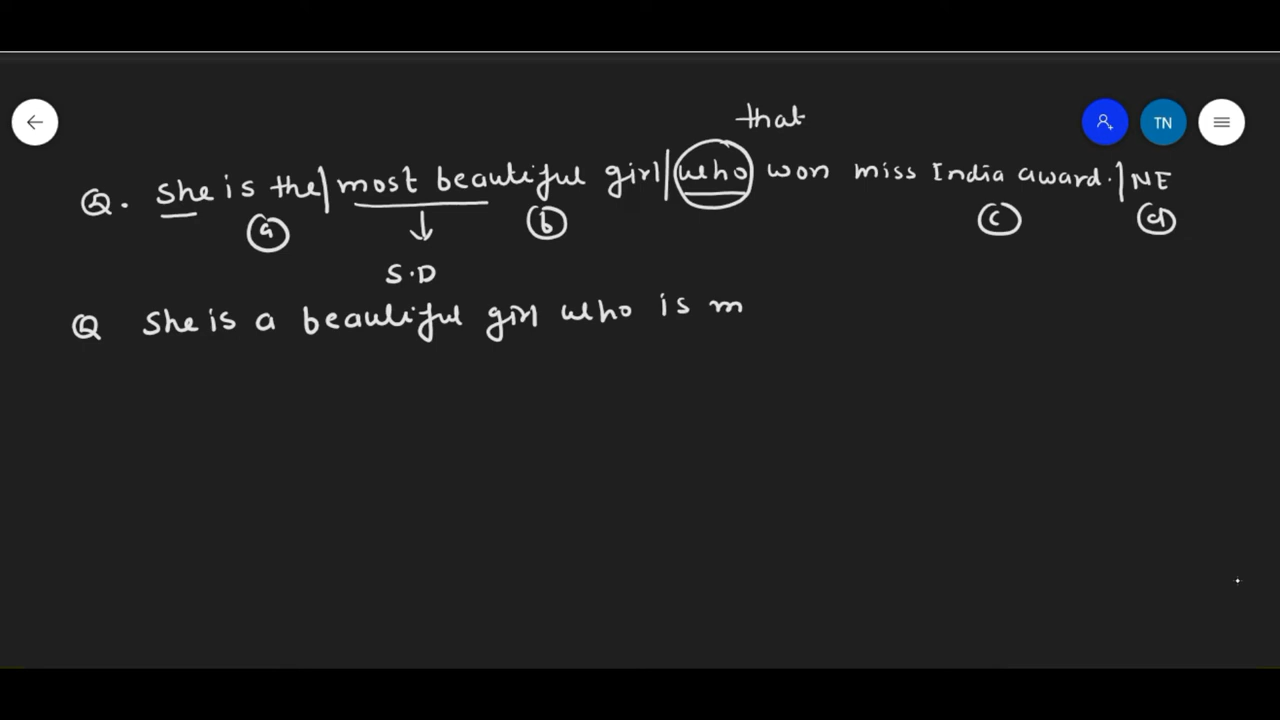 that
TN
Q. She is the| most beautiful girl| who won miss India award.| NE
a b c d
S.D
Q She is a beautiful girl who is m